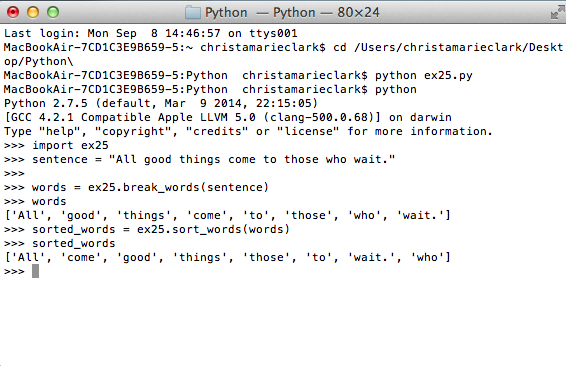 Python — Python — 80×24
Last login: Mon Sep  8 14:46:57 on ttys001
MacBookAir-7CD1C3E9B659-5:~ christamarieclark$ cd /Users/christamarieclark/Deskt
op/Python\
MacBookAir-7CD1C3E9B659-5:Python  christamarieclark$ python ex25.py
MacBookAir-7CD1C3E9B659-5:Python  christamarieclark$ python
Python 2.7.5 (default, Mar  9 2014, 22:15:05)
[GCC 4.2.1 Compatible Apple LLVM 5.0 (clang-500.0.68)] on darwin
Type "help", "copyright", "credits" or "license" for more information.
>>> import ex25
>>> sentence = "All good things come to those who wait."
>>>
>>> words = ex25.break_words(sentence)
>>> words
['All', 'good', 'things', 'come', 'to', 'those', 'who', 'wait.']
>>> sorted_words = ex25.sort_words(words)
>>> sorted_words
['All', 'come', 'good', 'things', 'those', 'to', 'wait.', 'who']
>>>